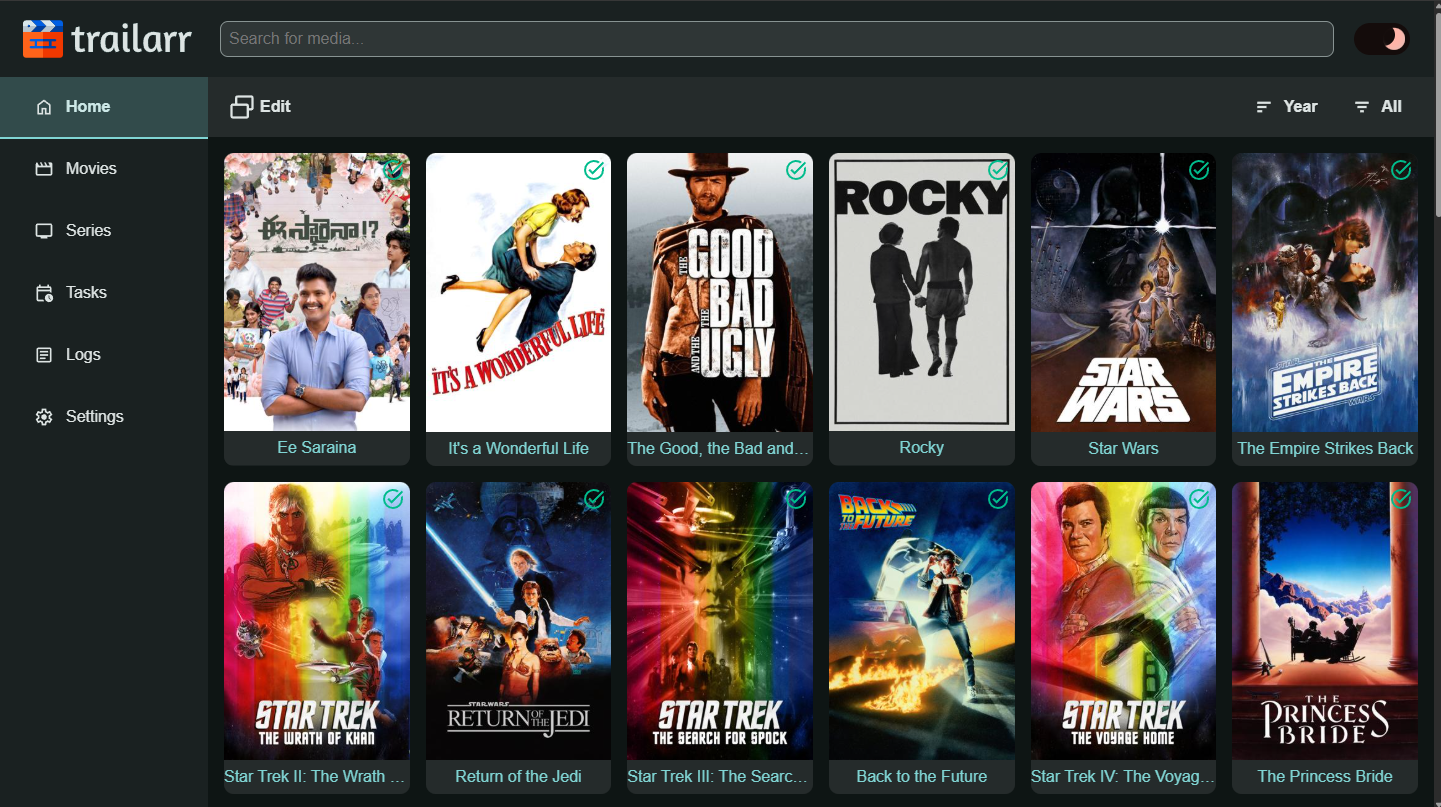 trailarr
Search for media...
Home
Movies
Series
Tasks
Logs
Settings
Edit
Year
All
ఈ సారైనా!?
Ee Saraina
"IT'S A WONDERFUL LIFE"
It's a Wonderful Life
THE
GOOD
THE
BAD
AND THE
UGLY
The Good, the Bad and...
ROCKY
Rocky
STAR
WARS
Star Wars
STAR
THE
EMPIRE
STRIKES BACK
WARS
The Empire Strikes Back
STAR TREK
THE WRATH OF KHAN
Star Trek II: The Wrath ...
STAR WARS
RETURN OF THE JEDI
Return of the Jedi
STAR TREK
THE SEARCH FOR SPOCK
Star Trek III: The Searc...
BACK
TO THE
FUTURE
Back to the Future
STAR TREK
THE VOYAGE HOME
Star Trek IV: The Voyag...
THE
PRINCESS
BRIDE
The Princess Bride